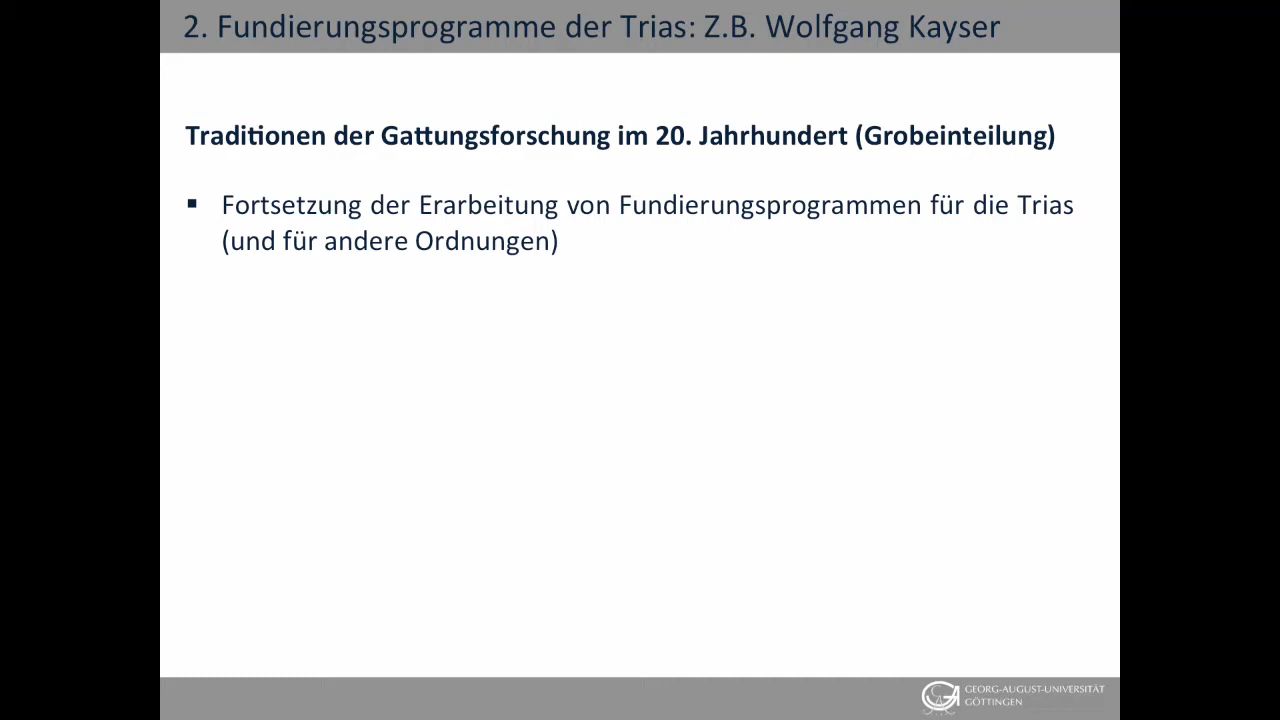 2. Fundierungsprogramme der Trias: Z.B. Wolfgang Kayser
Traditionen der Gattungsforschung im 20. Jahrhundert (Grobeinteilung)
▪ Fortsetzung der Erarbeitung von Fundierungsprogrammen für die Trias
(und für andere Ordnungen)
GEORG-AUGUST-UNIVERSITÄT
GÖTTINGEN